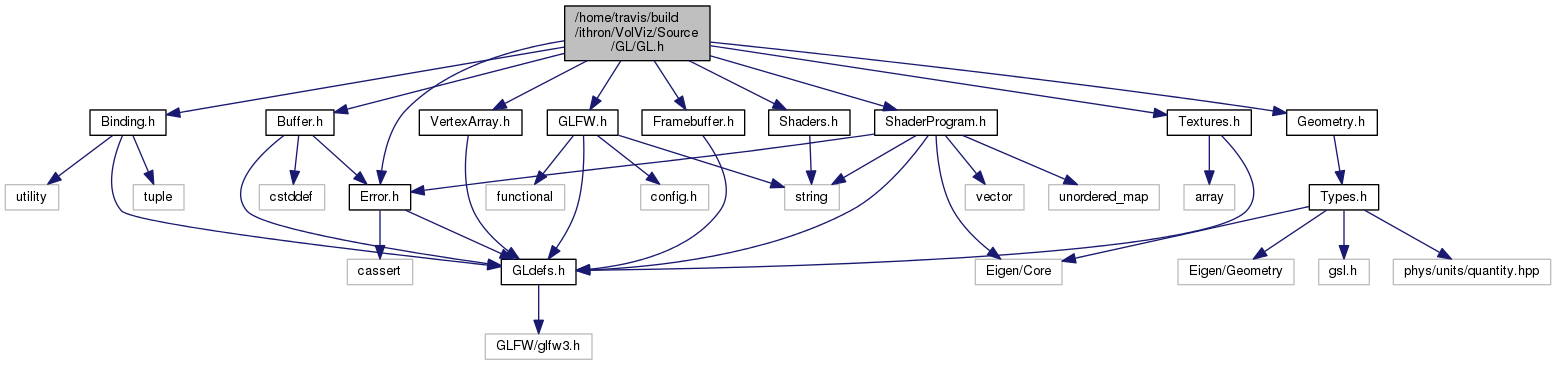 /home/travis/build
/ithron/VolViz/Source
/GL/GL.h
Binding.h
Buffer.h
VertexArray.h
GLFW.h
Framebuffer.h
Shaders.h
ShaderProgram.h
Textures.h
Geometry.h
utility
tuple
cstddef
Error.h
functional
config.h
string
vector
unordered_map
array
Types.h
cassert
GLdefs.h
Eigen/Core
Eigen/Geometry
gsl.h
phys/units/quantity.hpp
GLFW/glfw3.h